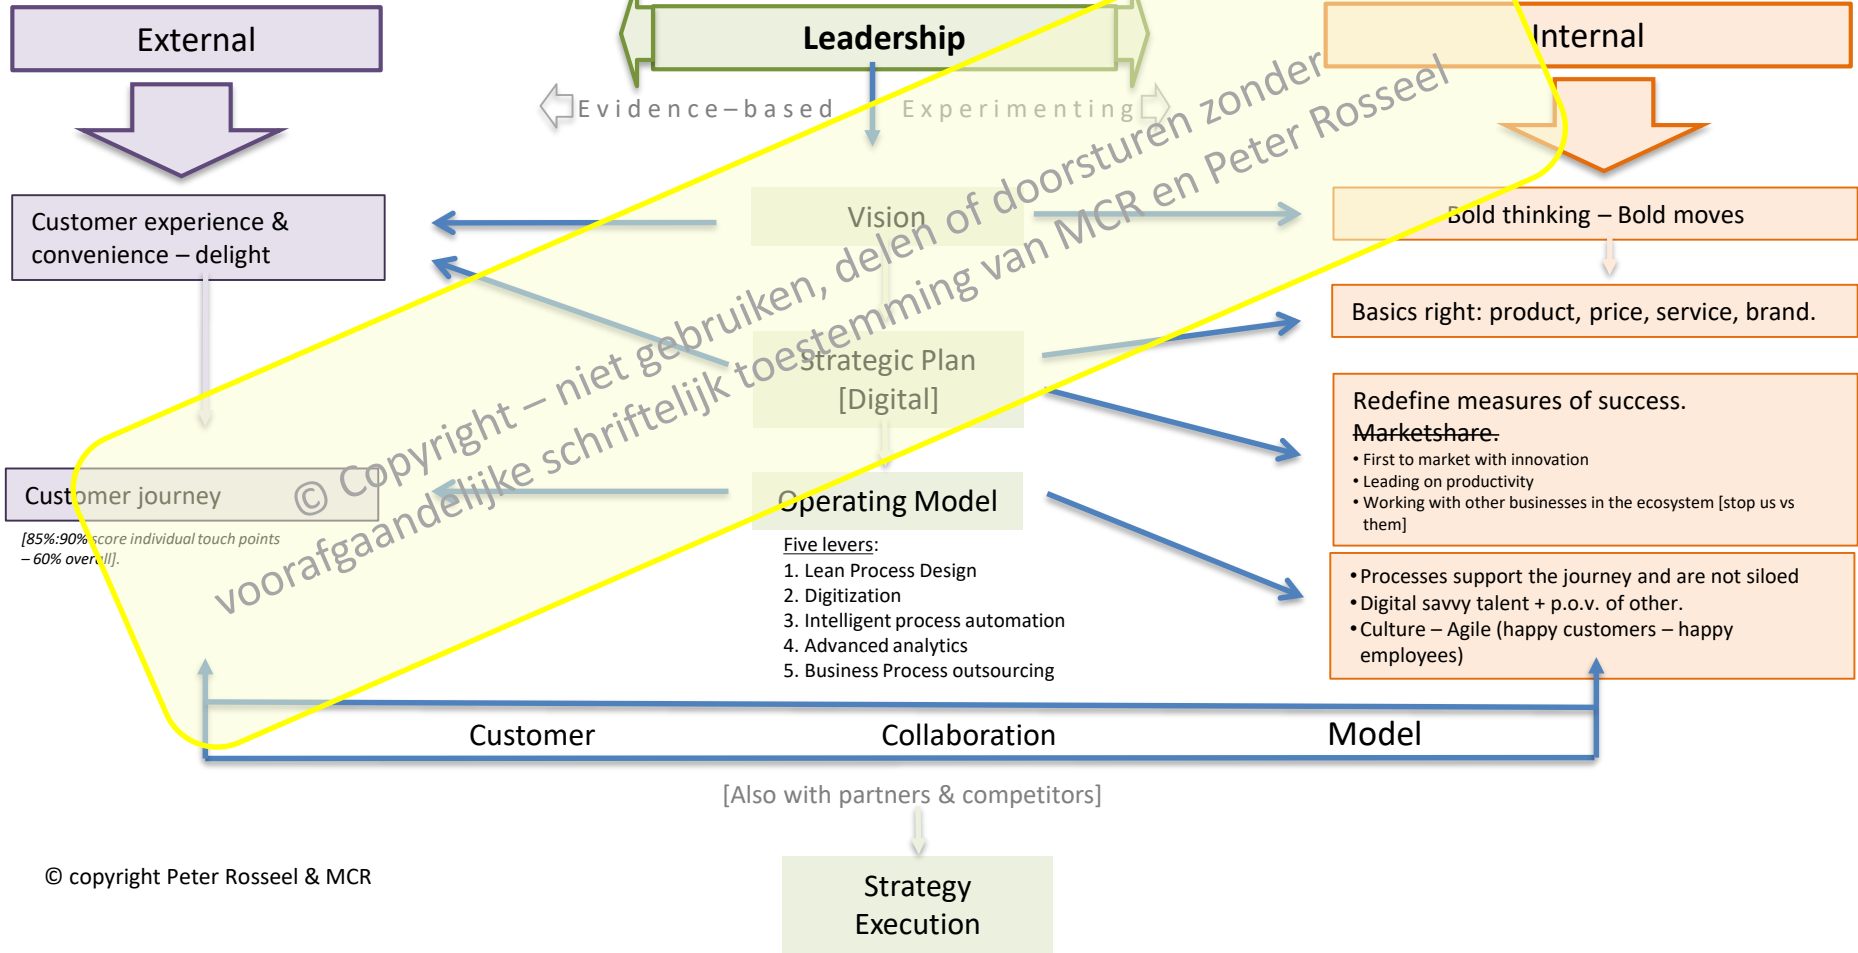 External
Leadership
Internal
Evidence–based
Experimenting
Customer experience &
convenience – delight
Vision
Bold thinking – Bold moves
Basics right: product, price, service, brand.
Strategic Plan
[Digital]
Redefine measures of success.
Marketshare.
• First to market with innovation
• Leading on productivity
• Working with other businesses in the ecosystem [stop us vs
them]
Customer journey
[85%:90% score individual touch points
– 60% overall].
Operating Model
Five levers:
1. Lean Process Design
2. Digitization
3. Intelligent process automation
4. Advanced analytics
5. Business Process outsourcing
•Processes support the journey and are not siloed
•Digital savvy talent + p.o.v. of other.
•Culture – Agile (happy customers – happy
employees)
© Copyright – niet gebruiken, delen of doorsturen zonder
voorafgaandelijke schriftelijk toestemming van MCR en Peter Rosseel
Customer Collaboration Model
[Also with partners & competitors]
© copyright Peter Rosseel & MCR
Strategy
Execution